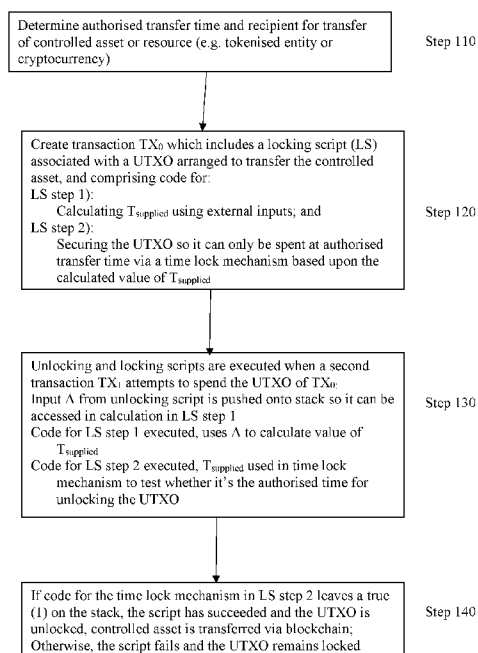 Determine authorised transfer time and recipient for transfer
of controlled asset or resource (e.g. tokenised entity or
cryptocurrency)
Step 110
Create transaction TX₀ which includes a locking script (LS)
associated with a UTXO arranged to transfer the controlled
asset, and comprising code for:
LS step 1):
Calculating Tsupplied using external inputs; and
LS step 2):
Securing the UTXO so it can only be spent at authorised
transfer time via a time lock mechanism based upon the
calculated value of Tsupplied
Step 120
Unlocking and locking scripts are executed when a second
transaction TX₁ attempts to spend the UTXO of TX₀;
Input A from unlocking script is pushed onto stack so it can be
accessed in calculation in LS step 1
Code for LS step 1 executed, uses A to calculate value of
Tsupplied
Code for LS step 2 executed, Tsupplied used in time lock
mechanism to test whether it's the authorised time for
unlocking the UTXO
Step 130
If code for the time lock mechanism in LS step 2 leaves a true
(1) on the stack, the script has succeeded and the UTXO is
unlocked, controlled asset is transferred via blockchain;
Otherwise, the script fails and the UTXO remains locked
Step 140